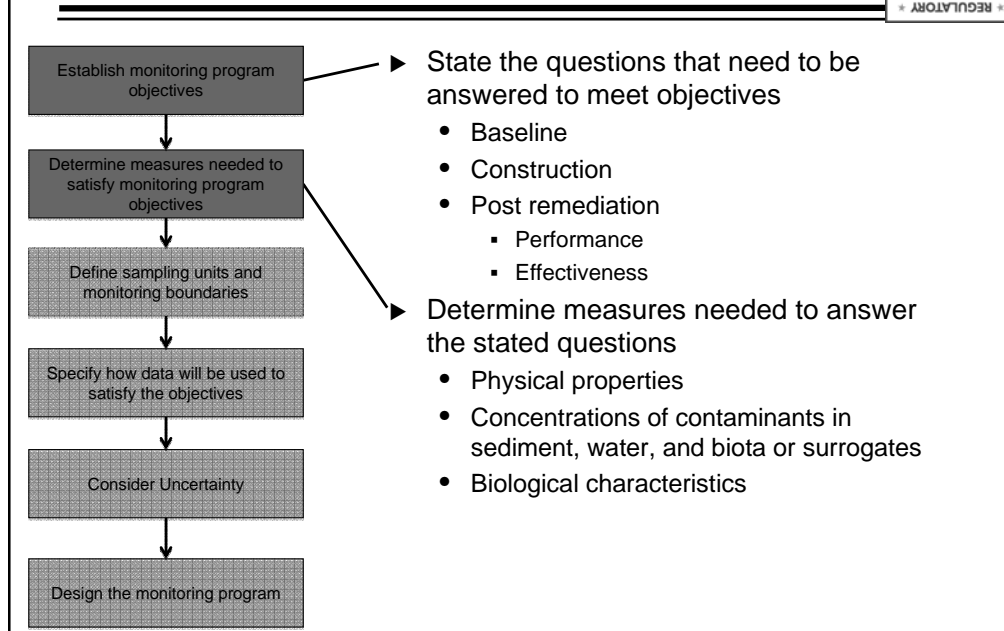 * REGULATORY *
Establish monitoring program
objectives
Determine measures needed to
satisfy monitoring program
objectives
Define sampling units and
monitoring boundaries
Specify how data will be used to
satisfy the objectives
Consider Uncertainty
Design the monitoring program
► State the questions that need to be
answered to meet objectives
• Baseline
• Construction
• Post remediation
▪ Performance
▪ Effectiveness
► Determine measures needed to answer
the stated questions
• Physical properties
• Concentrations of contaminants in
sediment, water, and biota or surrogates
• Biological characteristics